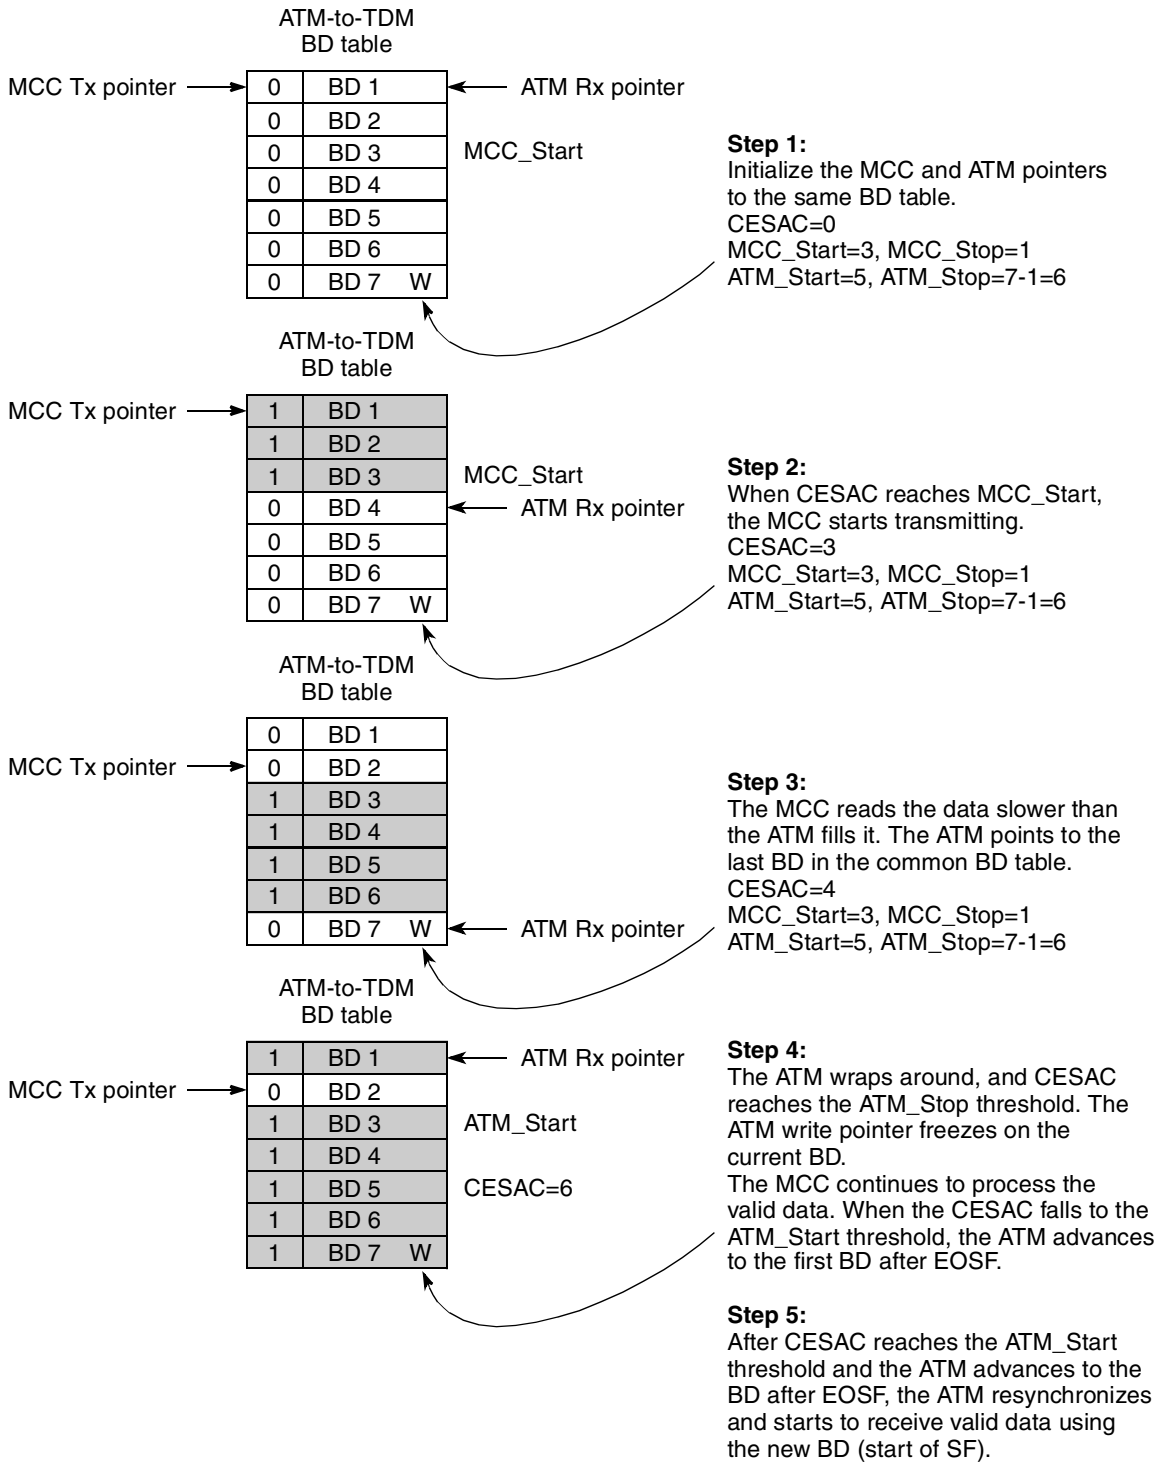 ATM-to-TDM
BD table
MCC Tx pointer
0 BD 1
ATM Rx pointer
0 BD 2
0 BD 3
MCC_Start
0 BD 4
0 BD 5
0 BD 6
0 BD 7 W
Step 1:
Initialize the MCC and ATM pointers
to the same BD table.
CESAC=0
MCC_Start=3, MCC_Stop=1
ATM_Start=5, ATM_Stop=7-1=6
ATM-to-TDM
BD table
MCC Tx pointer
1 BD 1
1 BD 2
1 BD 3
MCC_Start
0 BD 4
ATM Rx pointer
0 BD 5
0 BD 6
0 BD 7 W
Step 2:
When CESAC reaches MCC_Start,
the MCC starts transmitting.
CESAC=3
MCC_Start=3, MCC_Stop=1
ATM_Start=5, ATM_Stop=7-1=6
ATM-to-TDM
BD table
0 BD 1
MCC Tx pointer
0 BD 2
1 BD 3
1 BD 4
1 BD 5
1 BD 6
0 BD 7 W
ATM Rx pointer
Step 3:
The MCC reads the data slower than
the ATM fills it. The ATM points to the
last BD in the common BD table.
CESAC=4
MCC_Start=3, MCC_Stop=1
ATM_Start=5, ATM_Stop=7-1=6
ATM-to-TDM
BD table
1 BD 1
ATM Rx pointer
MCC Tx pointer
0 BD 2
1 BD 3
ATM_Start
1 BD 4
1 BD 5
CESAC=6
1 BD 6
1 BD 7 W
Step 4:
The ATM wraps around, and CESAC
reaches the ATM_Stop threshold. The
ATM write pointer freezes on the
current BD.
The MCC continues to process the
valid data. When the CESAC falls to the
ATM_Start threshold, the ATM advances
to the first BD after EOSF.
Step 5:
After CESAC reaches the ATM_Start
threshold and the ATM advances to the
BD after EOSF, the ATM resynchronizes
and starts to receive valid data using
the new BD (start of SF).